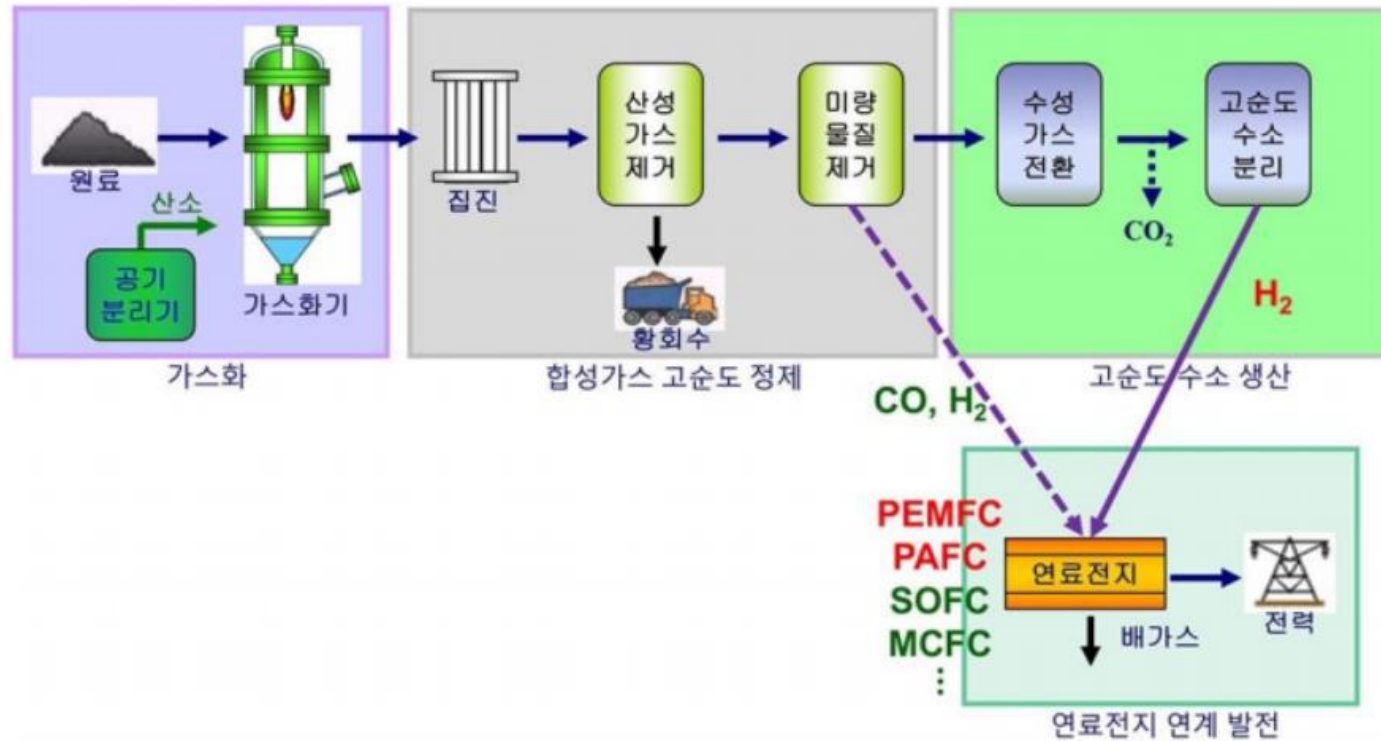 원료
산소
공기
분리기
가스화기
가스화
집진
산성
가스
제거
황회수
미량
물질
제거
합성가스 고순도 정제
수성
가스
전환
CO₂
고순도
수소
분리
H₂
고순도 수소 생산
CO, H₂
PEMFC
PAFC
SOFC
MCFC
⋮
연료전지
배가스
전력
연료전지 연계 발전